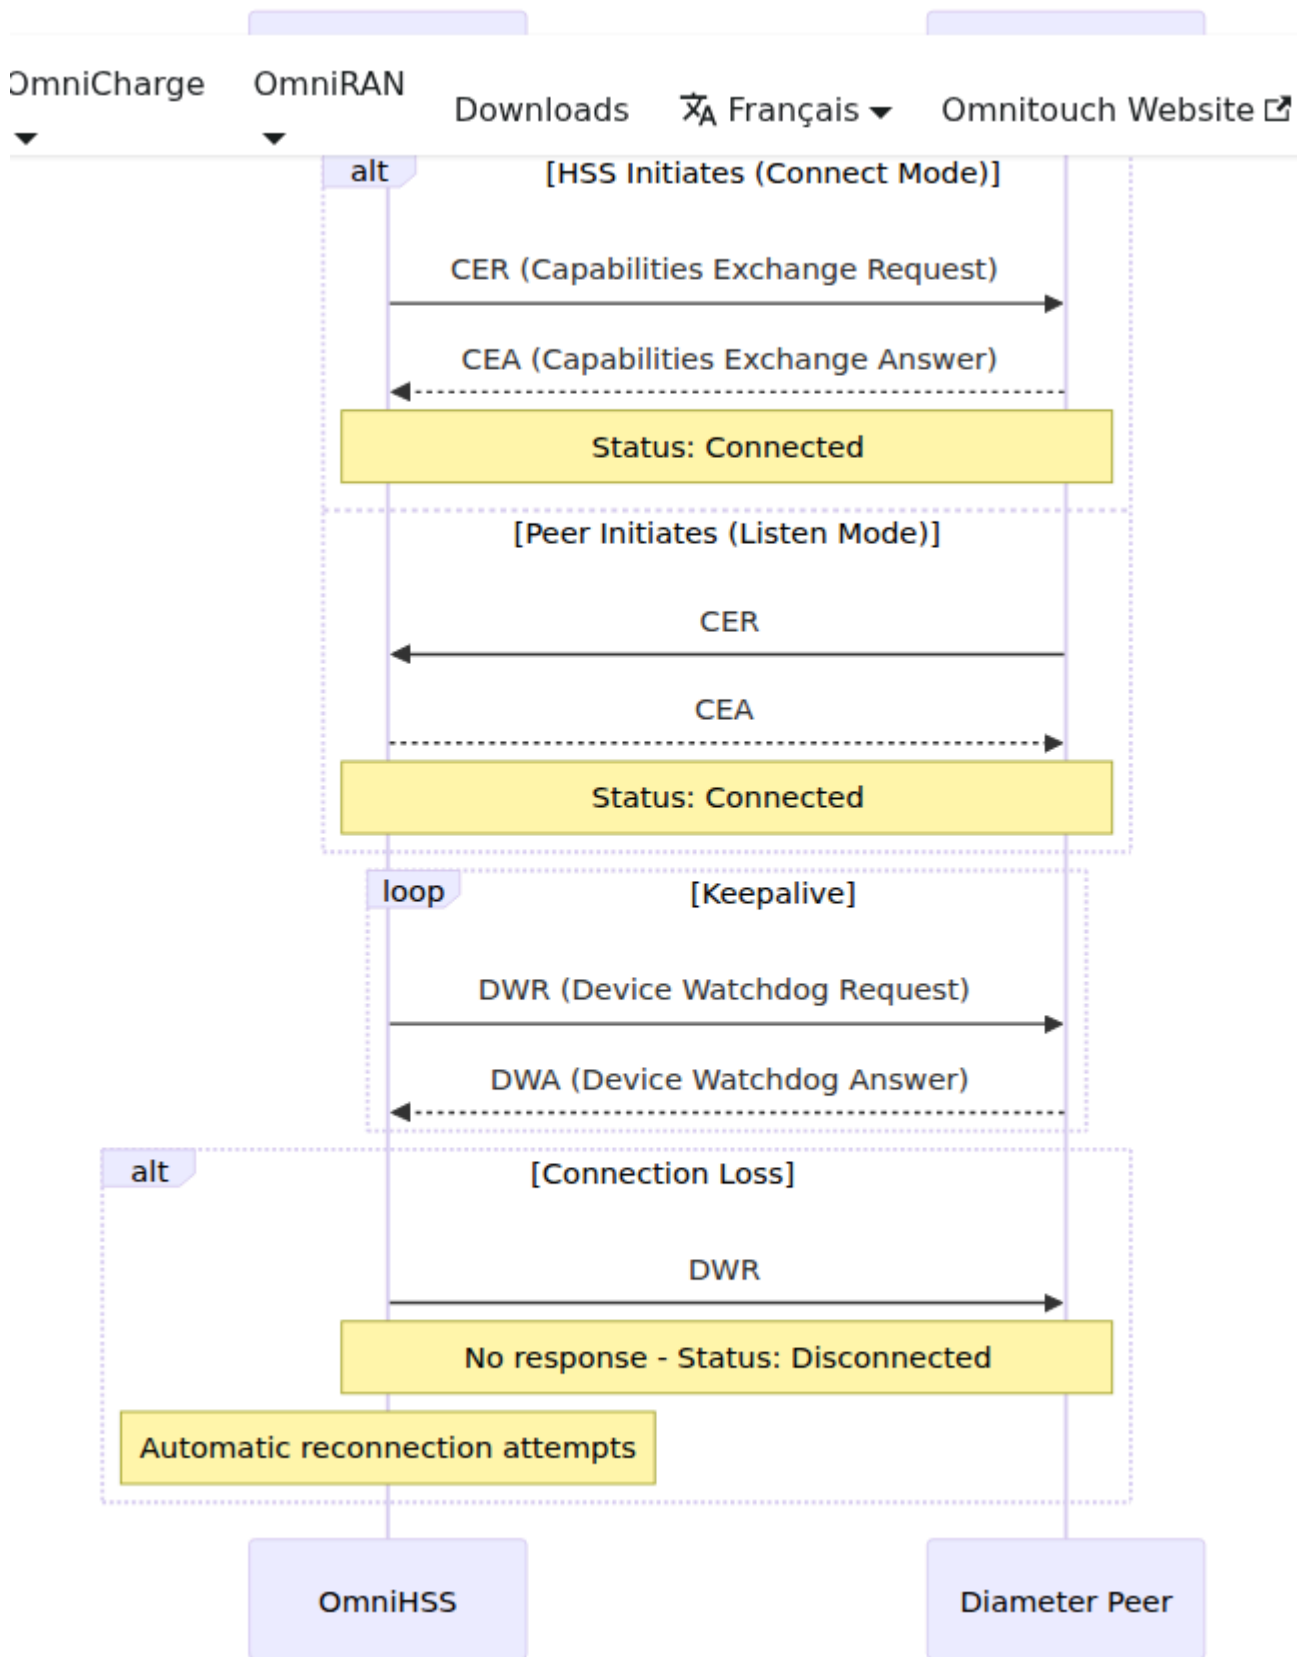 OmniCharge
OmniRAN
Downloads
Français
Omnitouch Website
alt
[HSS Initiates (Connect Mode)]
CER (Capabilities Exchange Request)
CEA (Capabilities Exchange Answer)
Status: Connected
[Peer Initiates (Listen Mode)]
CER
CEA
Status: Connected
loop
[Keepalive]
DWR (Device Watchdog Request)
DWA (Device Watchdog Answer)
alt
[Connection Loss]
DWR
No response - Status: Disconnected
Automatic reconnection attempts
OmniHSS
Diameter Peer